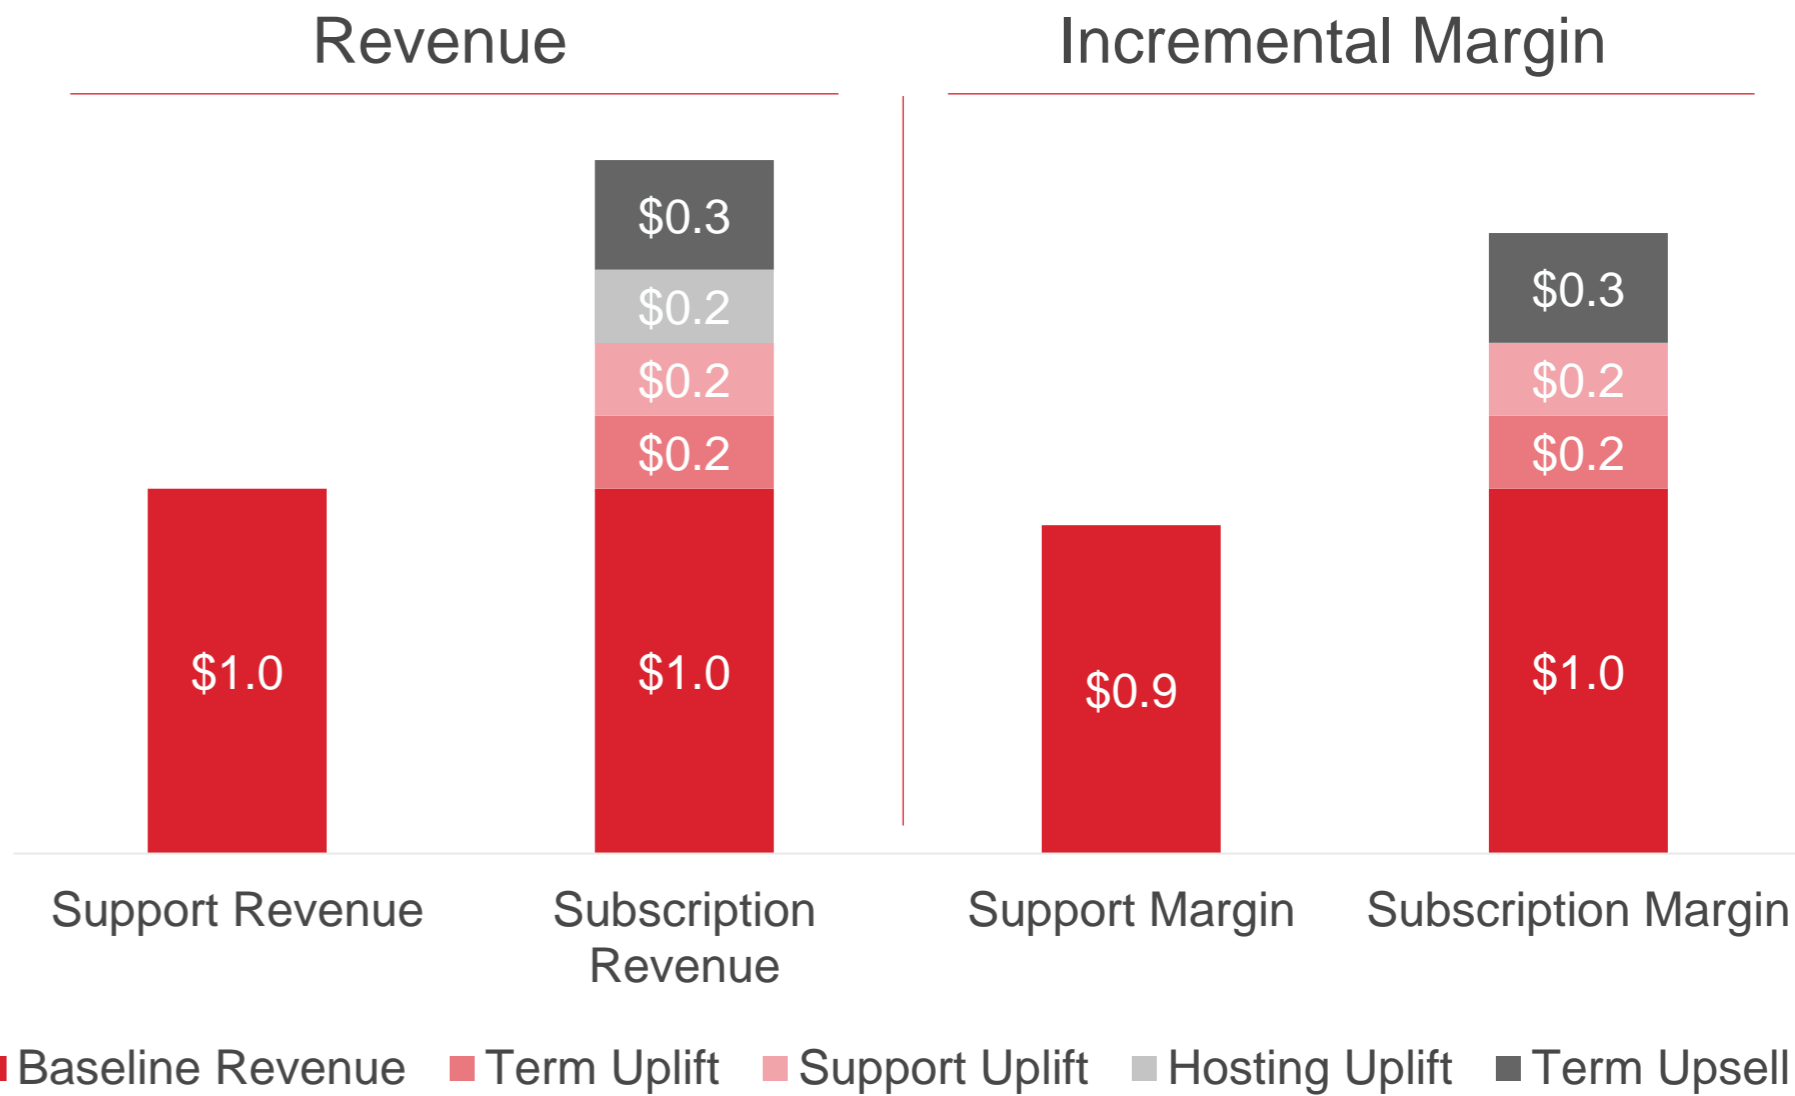 Revenue
Incremental Margin
$0.3
$0.2
$0.2
$0.2
$1.0
$1.0
$0.3
$0.2
$0.2
$0.9
$1.0
Support Revenue
Subscription
Revenue
Support Margin
Subscription Margin
Baseline Revenue
Term Uplift
Support Uplift
Hosting Uplift
Term Upsell